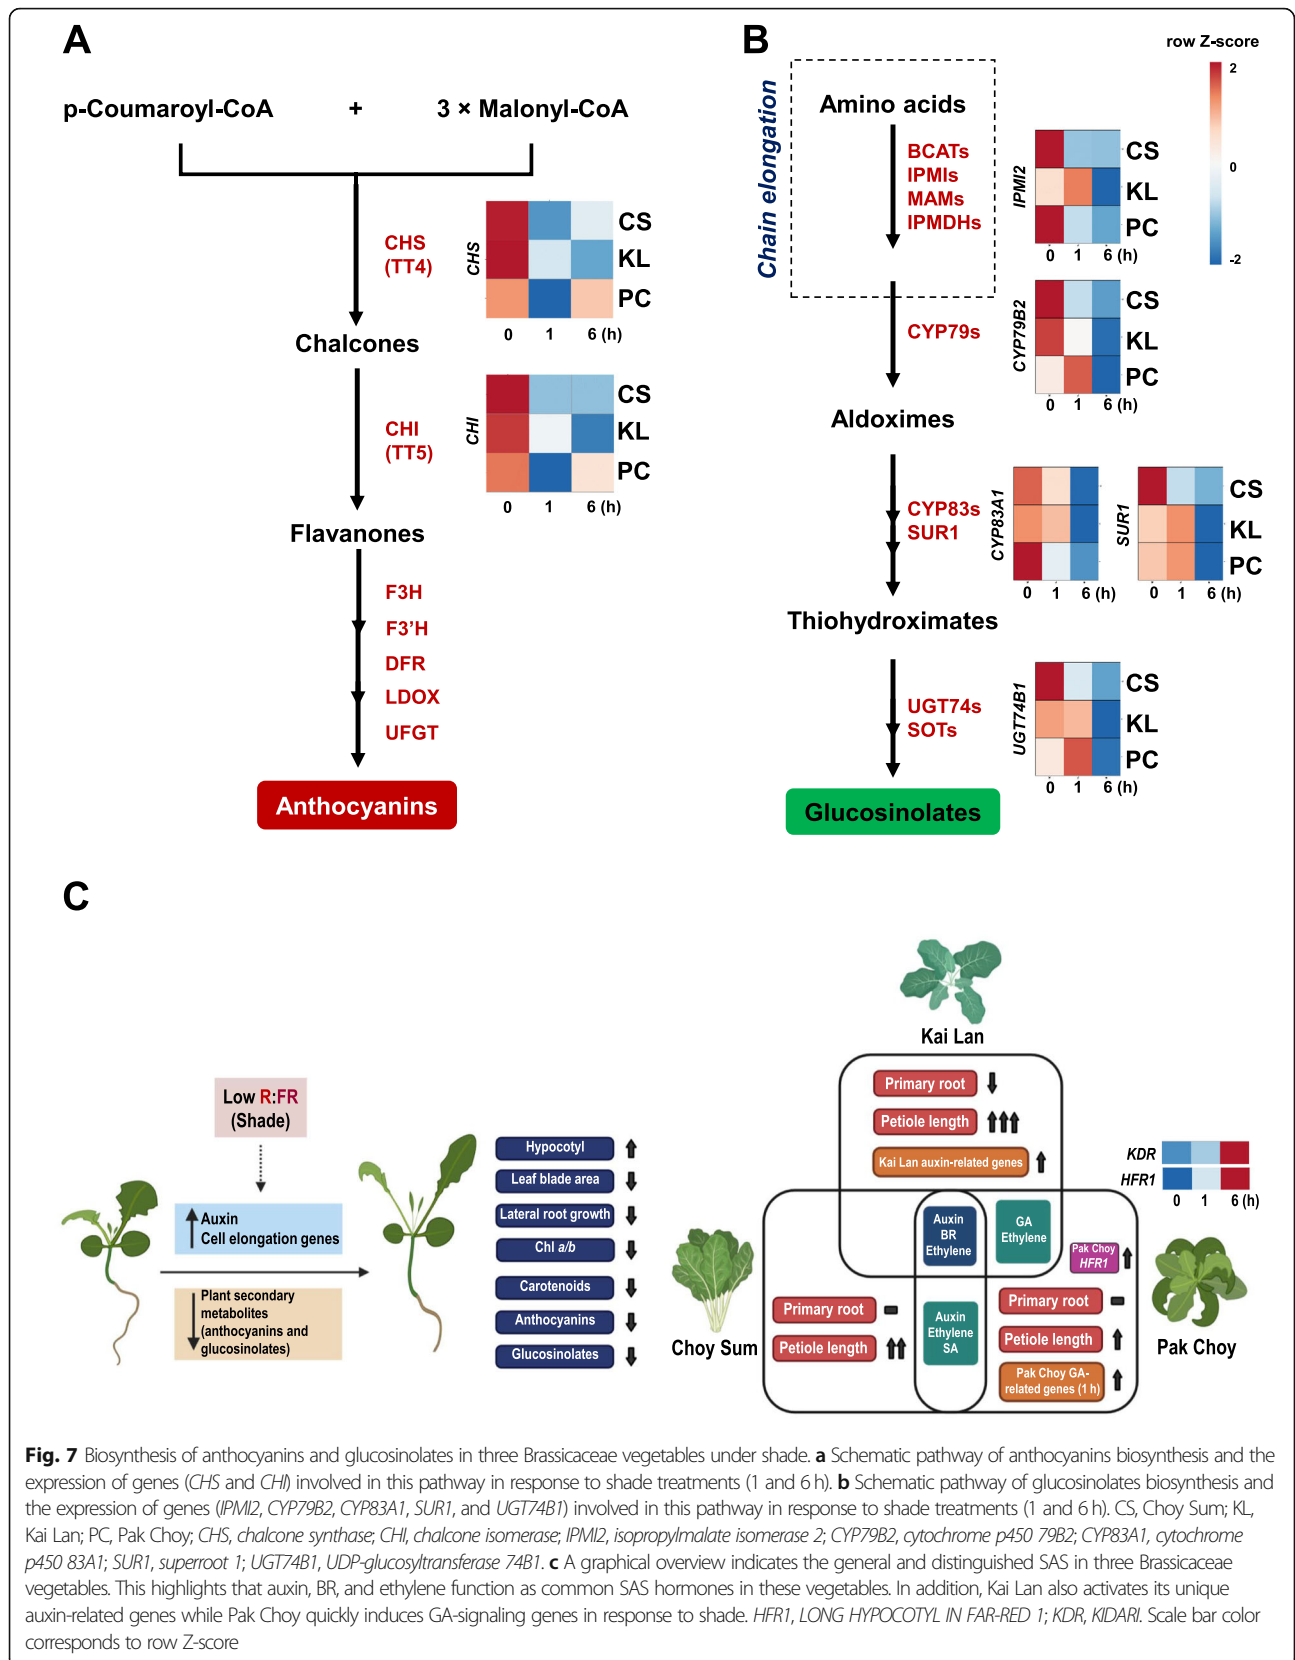 A
p-Coumaroyl-CoA + 3 × Malonyl-CoA
CHS
(TT4)
CHS
CS
KL
PC
0 1 6 (h)
Chalcones
CHI
(TT5)
CHI
CS
KL
PC
0 1 6 (h)
Flavanones
F3H
F3’H
DFR
LDOX
UFGT
Anthocyanins
B
row Z-score
2
0
-2
Chain elongation
Amino acids
BCATs
IPMIs
MAMs
IPMDHs
IPMI2
CS
KL
PC
0 1 6 (h)
CYP79s
CYP79B2
CS
KL
PC
0 1 6 (h)
Aldoximes
CYP83s
SUR1
CYP83A1
0 1 6 (h)
SUR1
CS
KL
PC
0 1 6 (h)
Thiohydroximates
UGT74s
SOTs
UGT74B1
CS
KL
PC
0 1 6 (h)
Glucosinolates
C
Low R:FR
(Shade)
Auxin
Cell elongation genes
Plant secondary
metabolites
(anthocyanins and
glucosinolates)
Hypocotyl
Leaf blade area
Lateral root growth
Chl a/b
Carotenoids
Anthocyanins
Glucosinolates
Kai Lan
Primary root
Petiole length
Kai Lan auxin-related genes
KDR
HFR1
0 1 6 (h)
Auxin
BR
Ethylene
GA
Ethylene
Pak Choy
HFR1
Choy Sum
Primary root
Petiole length
Auxin
Ethylene
SA
Primary root
Petiole length
Pak Choy GA-
related genes (1 h)
Pak Choy
Fig. 7 Biosynthesis of anthocyanins and glucosinolates in three Brassicaceae vegetables under shade. a Schematic pathway of anthocyanins biosynthesis and the
expression of genes (CHS and CHI) involved in this pathway in response to shade treatments (1 and 6 h). b Schematic pathway of glucosinolates biosynthesis and
the expression of genes (IPMI2, CYP79B2, CYP83A1, SUR1, and UGT74B1) involved in this pathway in response to shade treatments (1 and 6 h). CS, Choy Sum; KL,
Kai Lan; PC, Pak Choy; CHS, chalcone synthase; CHI, chalcone isomerase; IPMI2, isopropylmalate isomerase 2; CYP79B2, cytochrome p450 79B2; CYP83A1, cytochrome
p450 83A1; SUR1, superroot 1; UGT74B1, UDP-glucosyltransferase 74B1. c A graphical overview indicates the general and distinguished SAS in three Brassicaceae
vegetables. This highlights that auxin, BR, and ethylene function as common SAS hormones in these vegetables. In addition, Kai Lan also activates its unique
auxin-related genes while Pak Choy quickly induces GA-signaling genes in response to shade. HFR1, LONG HYPOCOTYL IN FAR-RED 1; KDR, KIDARI. Scale bar color
corresponds to row Z-score